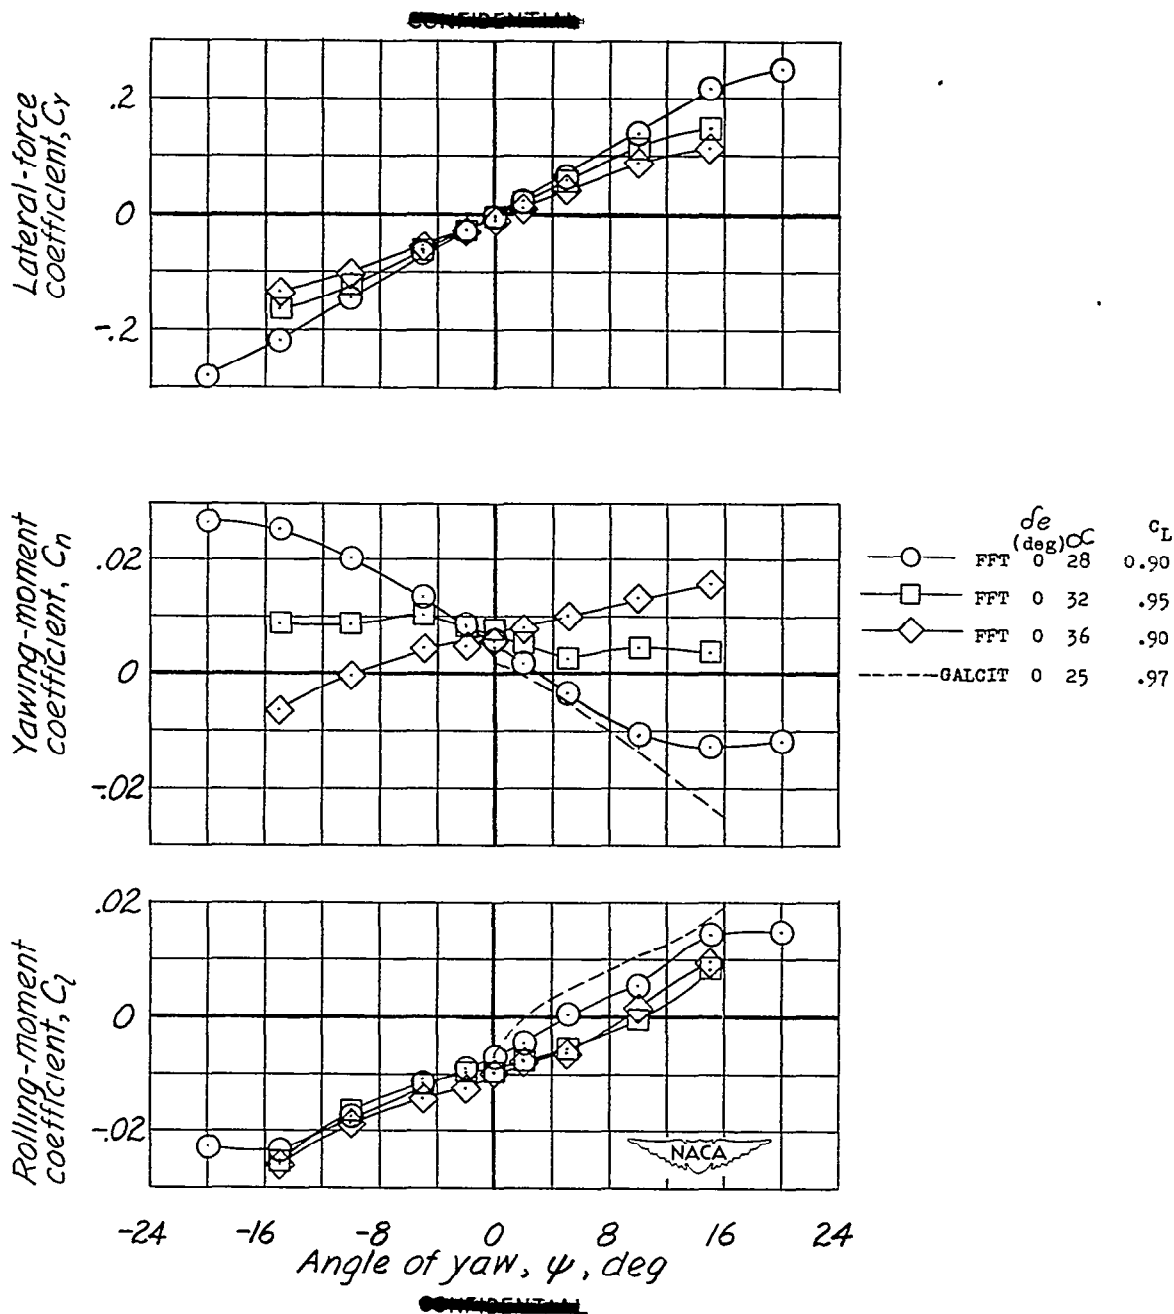 CONFIDENTIAL
Lateral-force
coefficient, Cy
.2
0
-.2
Yawing-moment
coefficient, Cn
.02
0
-.02
δe
(deg) α CL
FFT 0 28 0.90
FFT 0 32 .95
FFT 0 36 .90
GALCIT 0 25 .97
Rolling-moment
coefficient, Cl
.02
0
-.02
NACA
-24 -16 -8 0 8 16 24
Angle of yaw, ψ, deg
CONFIDENTIAL